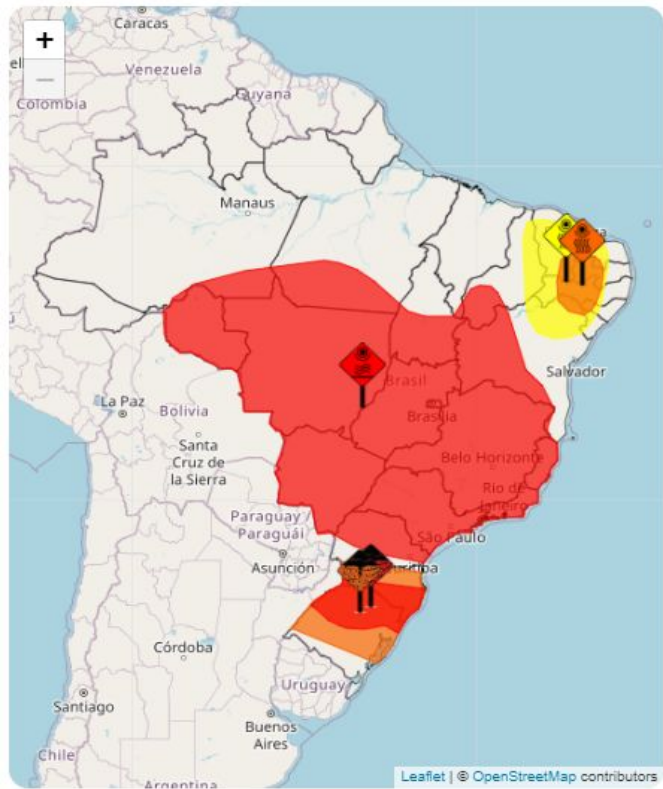 Caracas
+
−
Venezuela
Guyana
Colombia
Manaus
Salvador
Brasil
La Paz
Bolivia
Brasília
Santa
Cruz de
la Sierra
Belo Horizonte
Rio de
Janeiro
Paraguay
Paraguái
São Paulo
Asunción
Curitiba
Córdoba
Uruguay
Santiago
Buenos
Aires
Chile
Argentina
Leaflet | © OpenStreetMap contributors